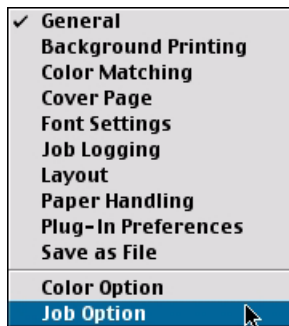 General
Background Printing
Color Matching
Cover Page
Font Settings
Job Logging
Layout
Paper Handling
Plug-In Preferences
Save as File
Color Option
Job Option